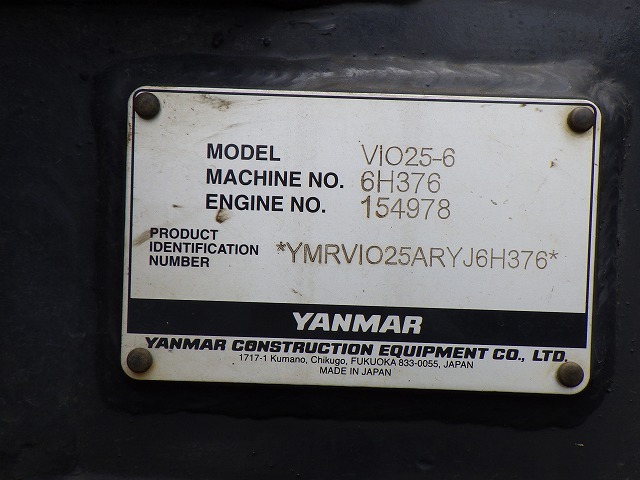 MODEL VIO25-6
MACHINE NO. 6H376
ENGINE NO. 154978
PRODUCT
IDENTIFICATION
NUMBER
*YMRVIO25ARYJ6H376*
YANMAR
YANMAR CONSTRUCTION EQUIPMENT CO., LTD.
1717-1 Kumano, Chikugo, FUKUOKA 833-0055, JAPAN
MADE IN JAPAN